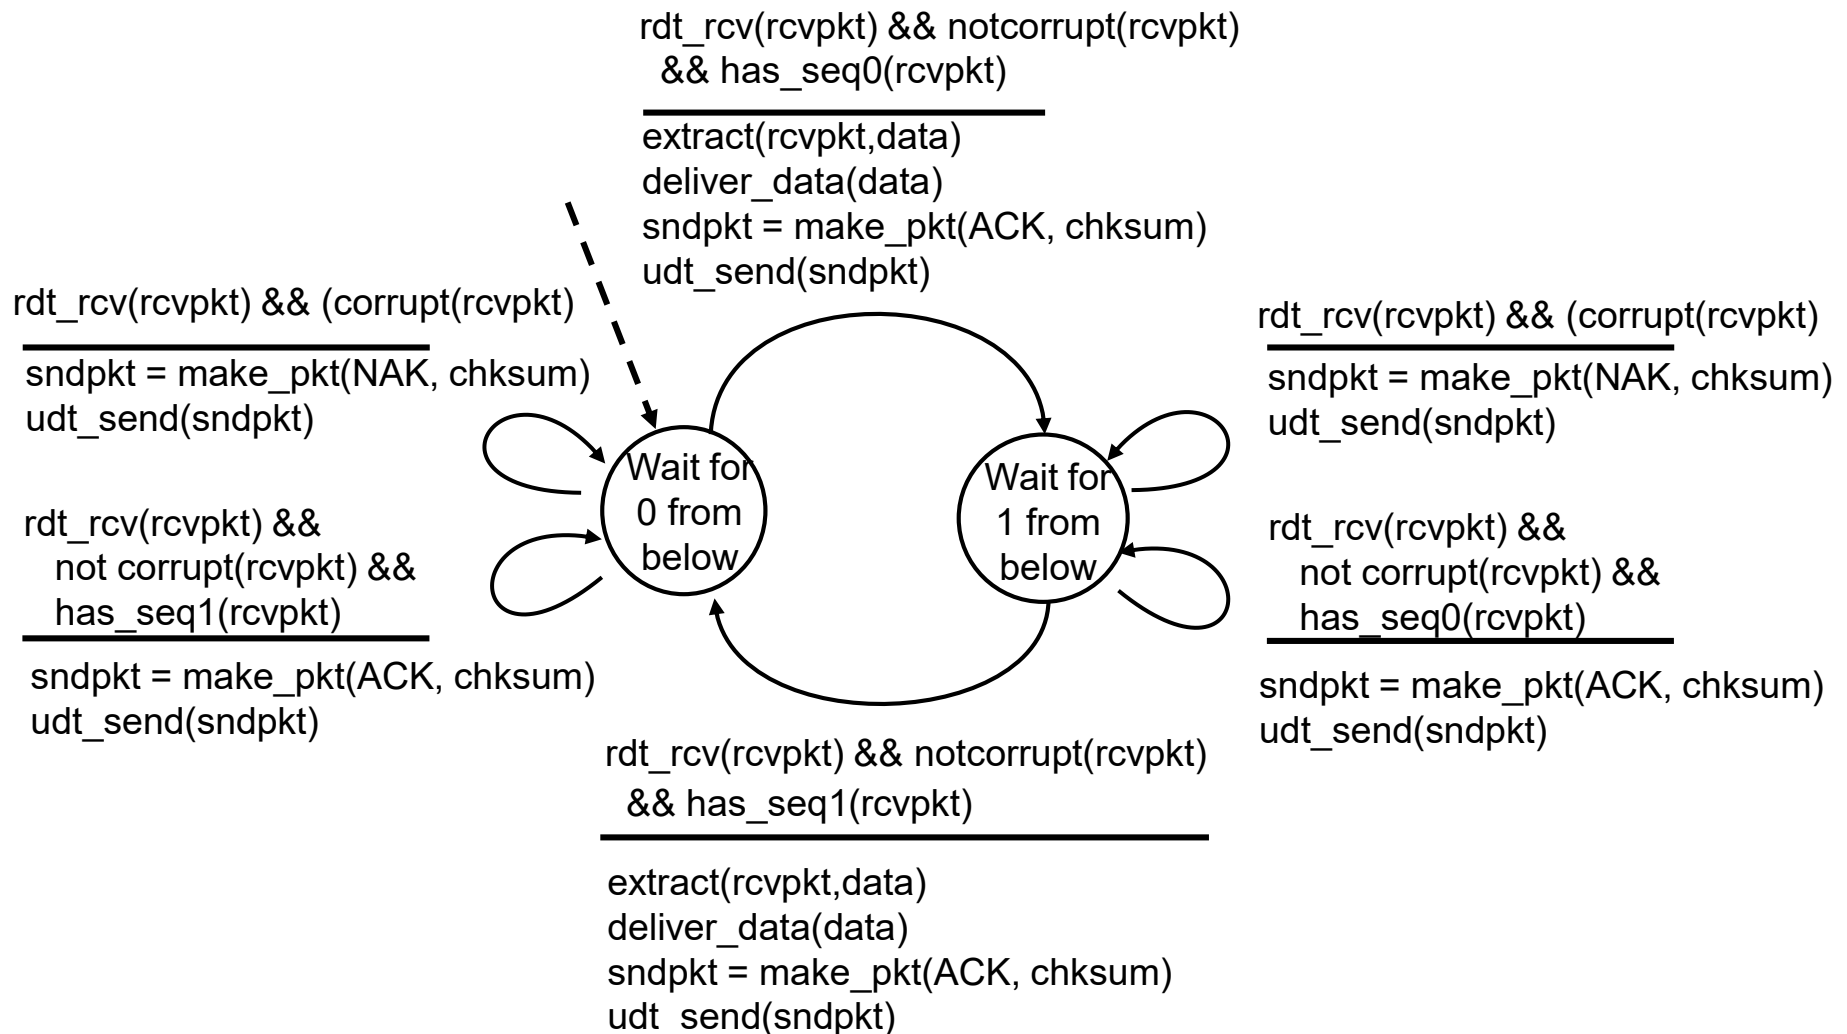 rdt_rcv(rcvpkt) && notcorrupt(rcvpkt)
&& has_seq0(rcvpkt)
extract(rcvpkt,data)
deliver_data(data)
sndpkt = make_pkt(ACK, chksum)
udt_send(sndpkt)
rdt_rcv(rcvpkt) && (corrupt(rcvpkt)
sndpkt = make_pkt(NAK, chksum)
udt_send(sndpkt)
rdt_rcv(rcvpkt) &&
not corrupt(rcvpkt) &&
has_seq1(rcvpkt)
sndpkt = make_pkt(ACK, chksum)
udt_send(sndpkt)
Wait for
0 from
below
Wait for
1 from
below
rdt_rcv(rcvpkt) && (corrupt(rcvpkt)
sndpkt = make_pkt(NAK, chksum)
udt_send(sndpkt)
rdt_rcv(rcvpkt) &&
not corrupt(rcvpkt) &&
has_seq0(rcvpkt)
sndpkt = make_pkt(ACK, chksum)
udt_send(sndpkt)
rdt_rcv(rcvpkt) && notcorrupt(rcvpkt)
&& has_seq1(rcvpkt)
extract(rcvpkt,data)
deliver_data(data)
sndpkt = make_pkt(ACK, chksum)
udt_send(sndpkt)